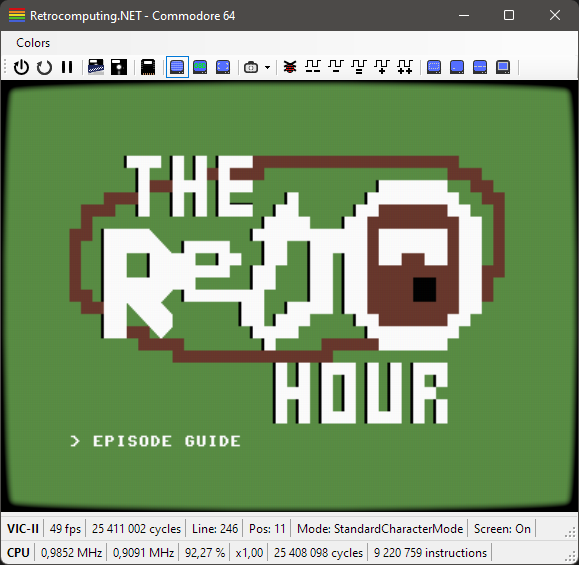 Retrocomputing.NET - Commodore 64
Colors
THE
RetrO
HOUR
> EPISODE GUIDE
VIC-II 49 fps 25 411 002 cycles Line: 246 Pos: 11 Mode: StandardCharacterMode Screen: On
CPU 0,9852 MHz 0,9091 MHz 92,27 % x1,00 25 408 098 cycles 9 220 759 instructions